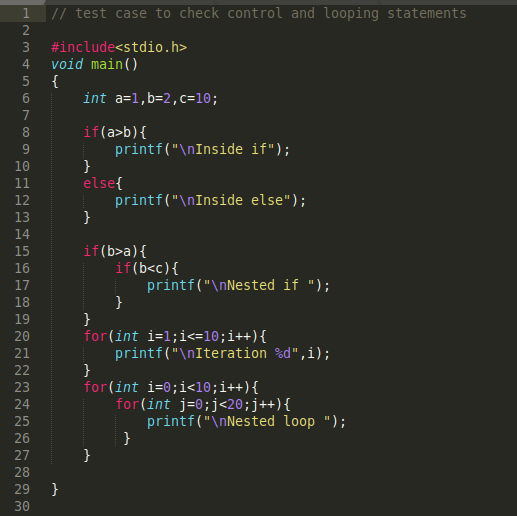 1 // test case to check control and looping statements
2
3 #include<stdio.h>
4 void main()
5 {
6     int a=1,b=2,c=10;
7
8     if(a>b){
9         printf("\nInside if");
10     }
11     else{
12         printf("\nInside else");
13     }
14
15     if(b>a){
16         if(b<c){
17             printf("\nNested if ");
18         }
19     }
20     for(int i=1;i<=10;i++){
21         printf("\nIteration %d",i);
22     }
23     for(int i=0;i<10;i++){
24         for(int j=0;j<20;j++){
25             printf("\nNested loop ");
26          }
27     }
28
29 }
30